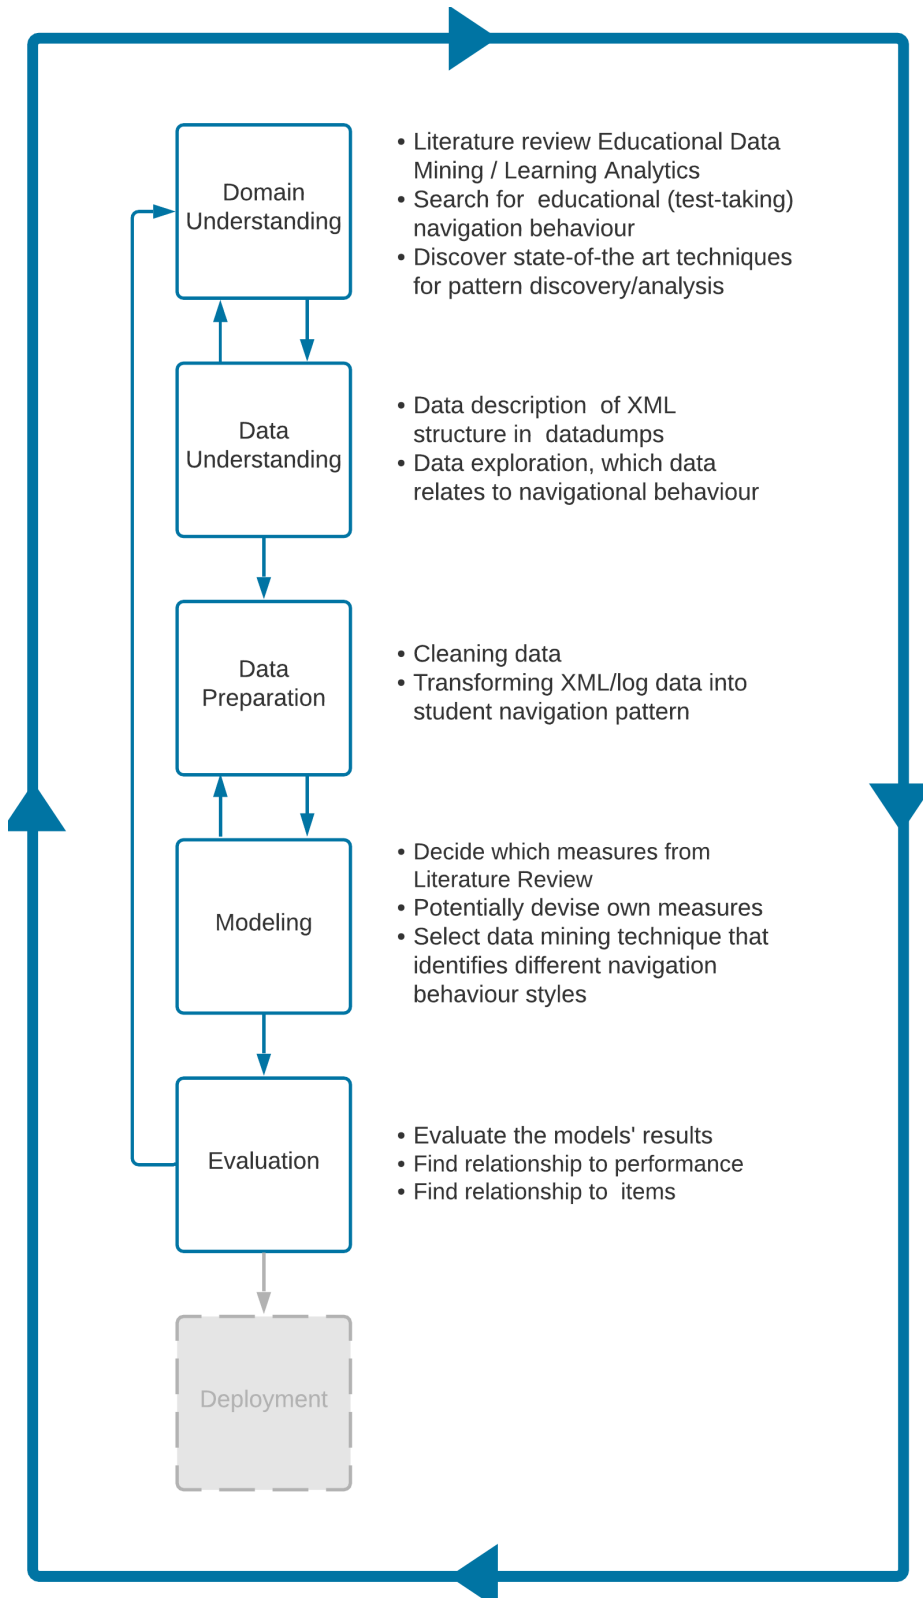 Domain
Understanding
• Literature review Educational Data
Mining / Learning Analytics
• Search for  educational (test-taking)
navigation behaviour
• Discover state-of-the art techniques
for pattern discovery/analysis
Data
Understanding
• Data description  of XML
structure in  datadumps
• Data exploration, which data
relates to navigational behaviour
Data
Preparation
• Cleaning data
• Transforming XML/log data into
student navigation pattern
Modeling
• Decide which measures from
Literature Review
• Potentially devise own measures
• Select data mining technique that
identifies different navigation
behaviour styles
Evaluation
• Evaluate the models' results
• Find relationship to performance
• Find relationship to  items
Deployment